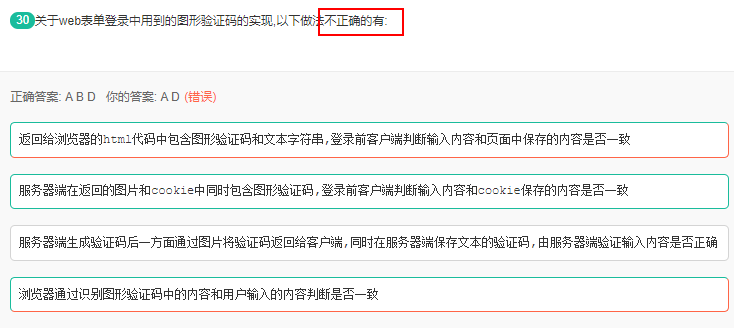 30 关于web表单登录中用到的图形验证码的实现,以下做法不正确的有:
正确答案: A B D 你的答案: A D (错误)
返回给浏览器的html代码中包含图形验证码和文本字符串,登录前客户端判断输入内容和页面中保存的内容是否一致
服务器端在返回的图片和cookie中同时包含图形验证码,登录前客户端判断输入内容和cookie保存的内容是否一致
服务器端生成验证码后一方面通过图片将验证码返回给客户端,同时在服务器端保存文本的验证码,由服务器端验证输入内容是否正确
浏览器通过识别图形验证码中的内容和用户输入的内容判断是否一致